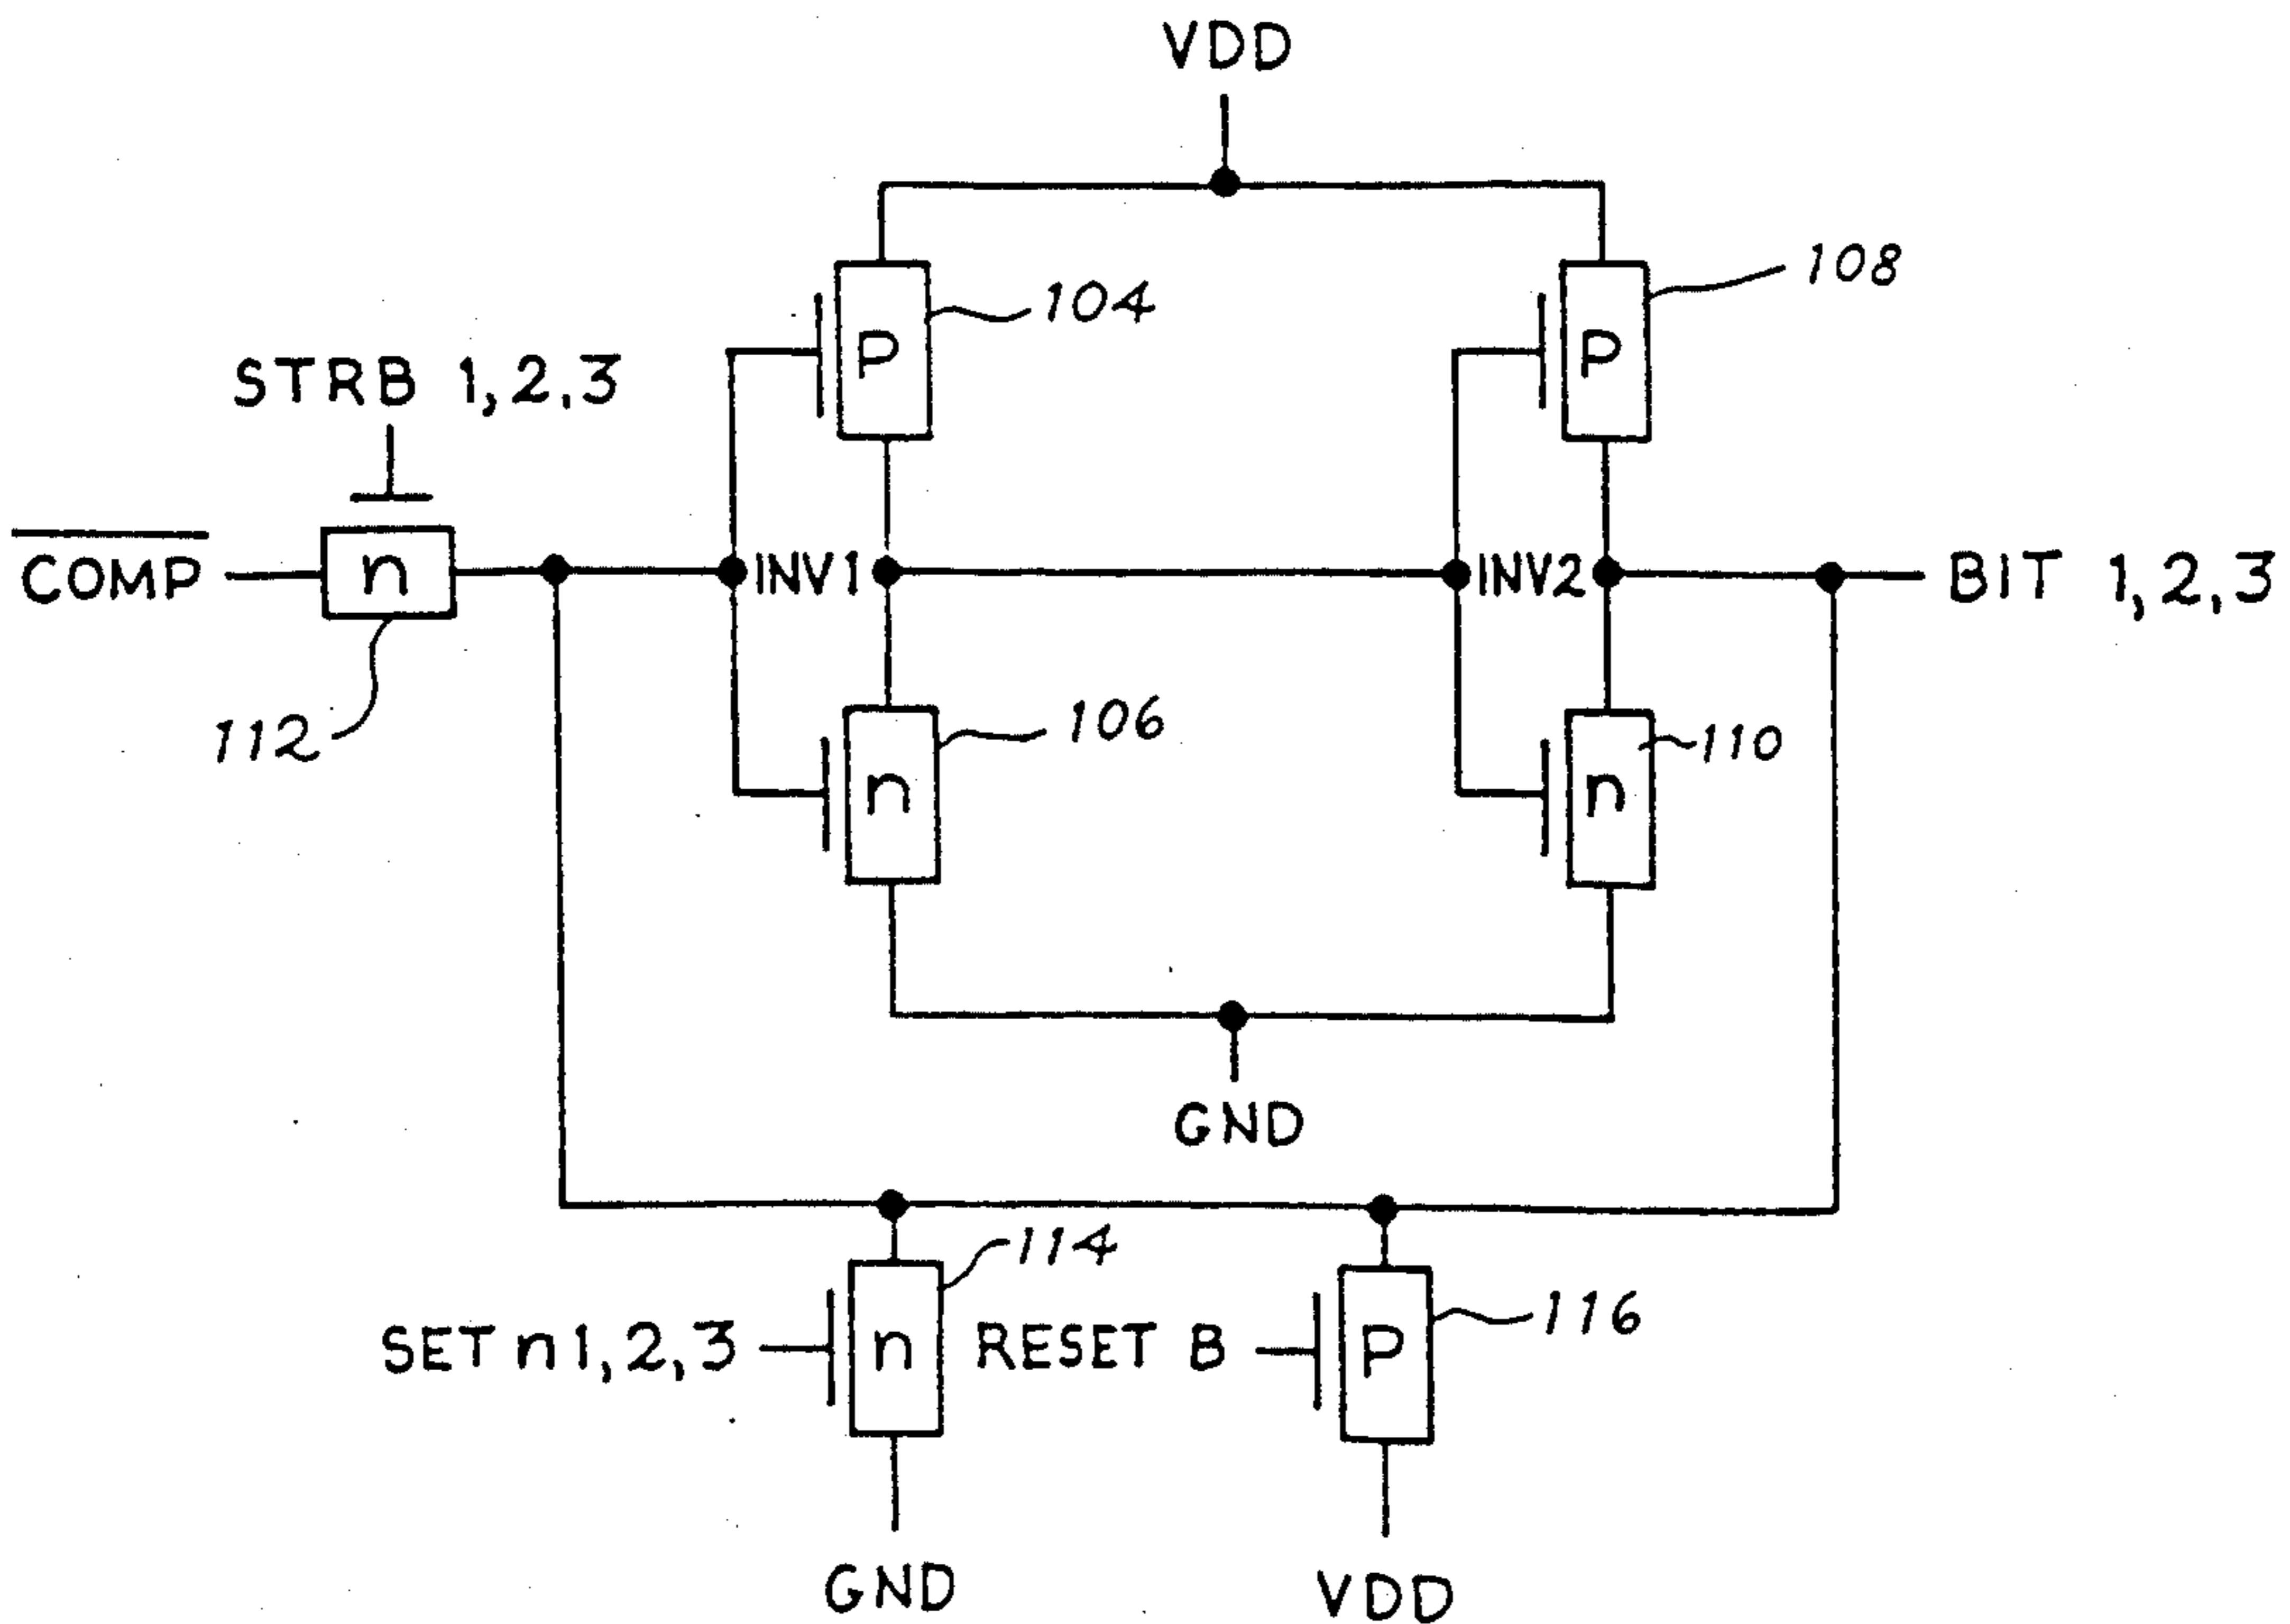 VDD
108
104
P
P
STRB 1,2,3
COMP
n
INV1
INV2
BIT 1,2,3
112
106
110
n
n
GND
114
116
SET n1,2,3
n
RESET B
P
GND
VDD